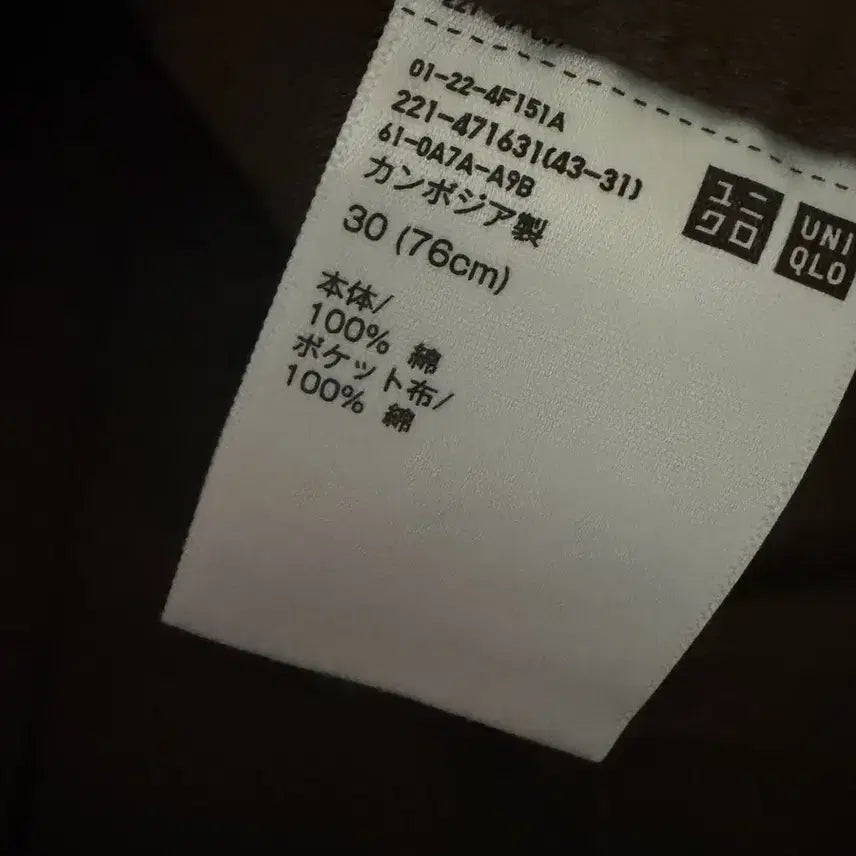 01-22-4F151A
221-471631(43-31)
61-0A7A-A9B
カンボジア製
30 (76cm)
本体/
100% 綿
ポケット布/
100% 綿
ユニ
クロ
UNI
QLO